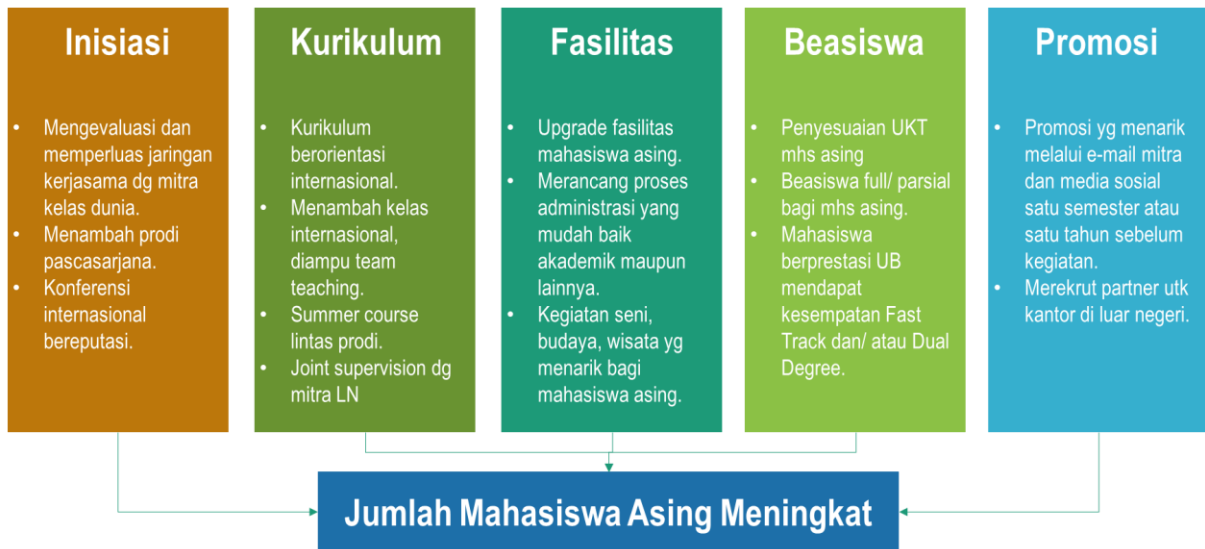 Inisiasi
• Mengevaluasi dan
memperluas jaringan
kerjasama dg mitra
kelas dunia.
• Menambah prodi
pascasarjana.
• Konferensi
internasional
bereputasi.
Kurikulum
• Kurikulum
berorientasi
internasional.
• Menambah kelas
internasional,
diampu team
teaching.
• Summer course
lintas prodi.
• Joint supervision dg
mitra LN
Fasilitas
• Upgrade fasilitas
mahasiswa asing.
• Merancang proses
administrasi yang
mudah baik
akademik maupun
lainnya.
• Kegiatan seni,
budaya, wisata yg
menarik bagi
mahasiswa asing.
Beasiswa
• Penyesuaian UKT
mhs asing
• Beasiswa full/ parsial
bagi mhs asing.
• Mahasiswa
berprestasi UB
mendapat
kesempatan Fast
Track dan/ atau Dual
Degree.
Promosi
• Promosi yg menarik
melalui e-mail mitra
dan media sosial
satu semester atau
satu tahun sebelum
kegiatan.
• Merekrut partner utk
kantor di luar negeri.
Jumlah Mahasiswa Asing Meningkat